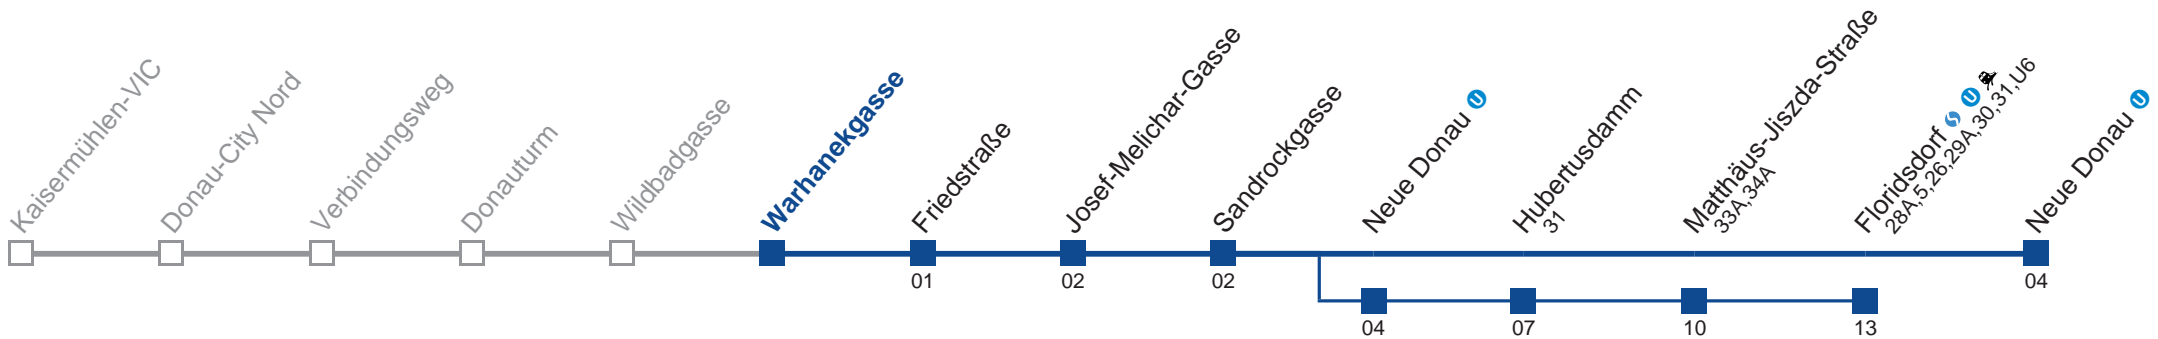 Kaisermühlen-VIC
Donau-City Nord
Verbindungsweg
Donauturm
Wildbadgasse
Warhanekgasse
Friedstraße
Josef-Melichar-Gasse
Sandrockgasse
Neue Donau U
Hubertusdamm
31
Matthäus-Jiszda-Straße
33A,34A
Floridsdorf S U
28A,5,26,29A,30,31,U6
Neue Donau U
01
02
02
04
04
07
10
13